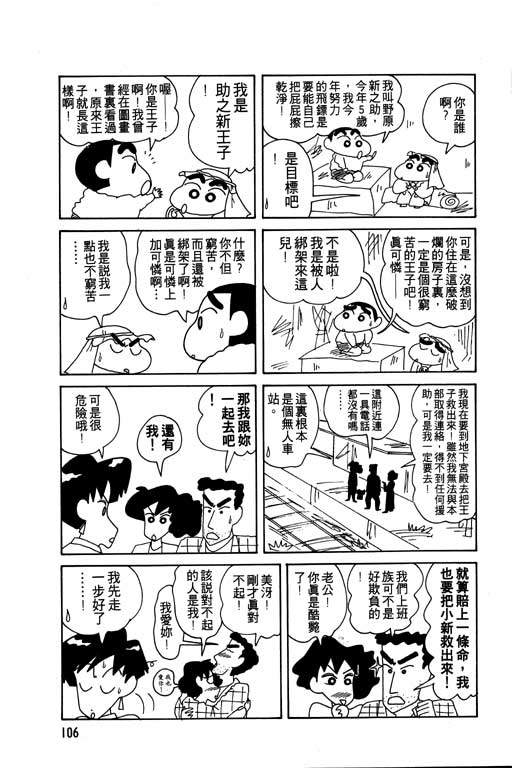 你是誰
啊？
我叫野原
新之助，
今年5歲
，我今
年努力
的飛鏢是
要能自己
把屁屁擦
乾淨！
是目標吧
！
我是
助之新王子
！
喔！
你是王子
啊！我曾
經在圖畫
書裏看過
，原來王
子就長這
樣啊！
可是，沒想到
你住在這麼破
爛的房子裏，
一定是個很窮
苦的王子吧！
真可憐！
不是啦！
我是被人
綁架來這
兒！
什麼？
你不但
窮苦，
而且還被
綁架了啊！
真是可憐上
加可憐啊…
……
我是說我一
點也不窮苦
……
我現在要到地下宮殿去把王
子救出來！雖然我無法與本
部取得連絡，得不到任何援
助，可是我一定要去！
這附近連
一具電話
都沒有嗎
……
這裏根本
是個無人車
站。
那我跟妳
一起去吧
！
還有
我！
可是很
危險哦！
就算賠上一條命，我
也要把小新救出來！
我們上班
族可不是
好欺負的
！
老公！
你真是酷斃
了！
美冴！
剛才真對
不起！
該說對不起
的人是我！
我愛妳！
我也
愛你…
我先走
一步好了
……
106